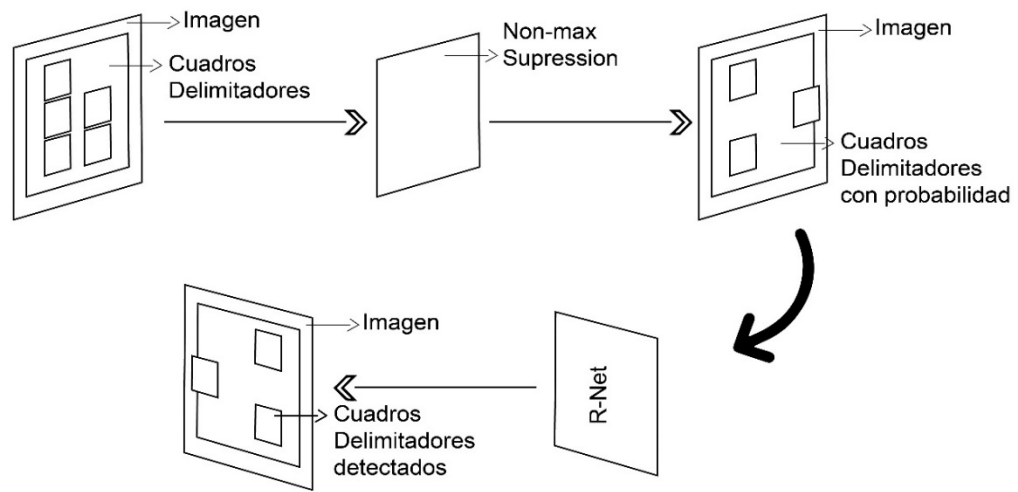 Imagen
Cuadros
Delimitadores
Non-max
Supression
Imagen
Cuadros
Delimitadores
con probabilidad
Imagen
Cuadros
Delimitadores
detectados
R-Net